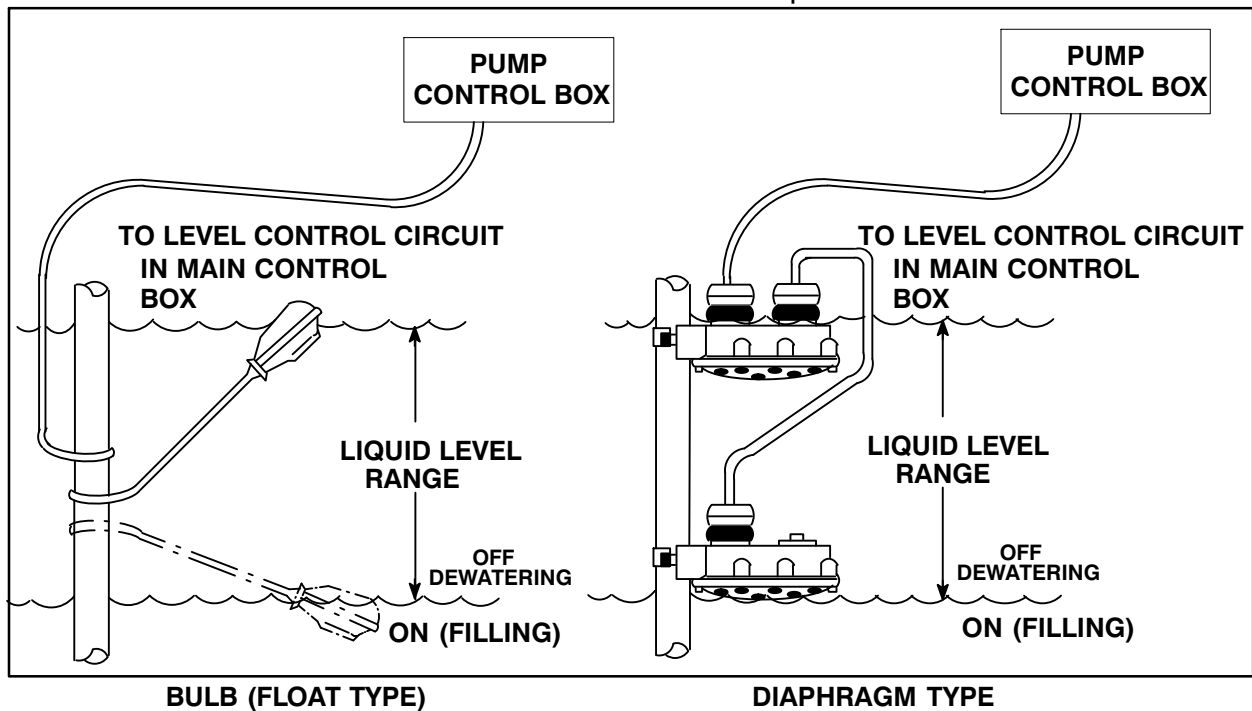 PUMP
CONTROL BOX
PUMP
CONTROL BOX
TO LEVEL CONTROL CIRCUIT
IN MAIN CONTROL
BOX
TO LEVEL CONTROL CIRCUIT
IN MAIN CONTROL
BOX
LIQUID LEVEL
RANGE
LIQUID LEVEL
RANGE
OFF
DEWATERING
OFF
DEWATERING
ON (FILLING)
ON (FILLING)
BULB (FLOAT TYPE)
DIAPHRAGM TYPE